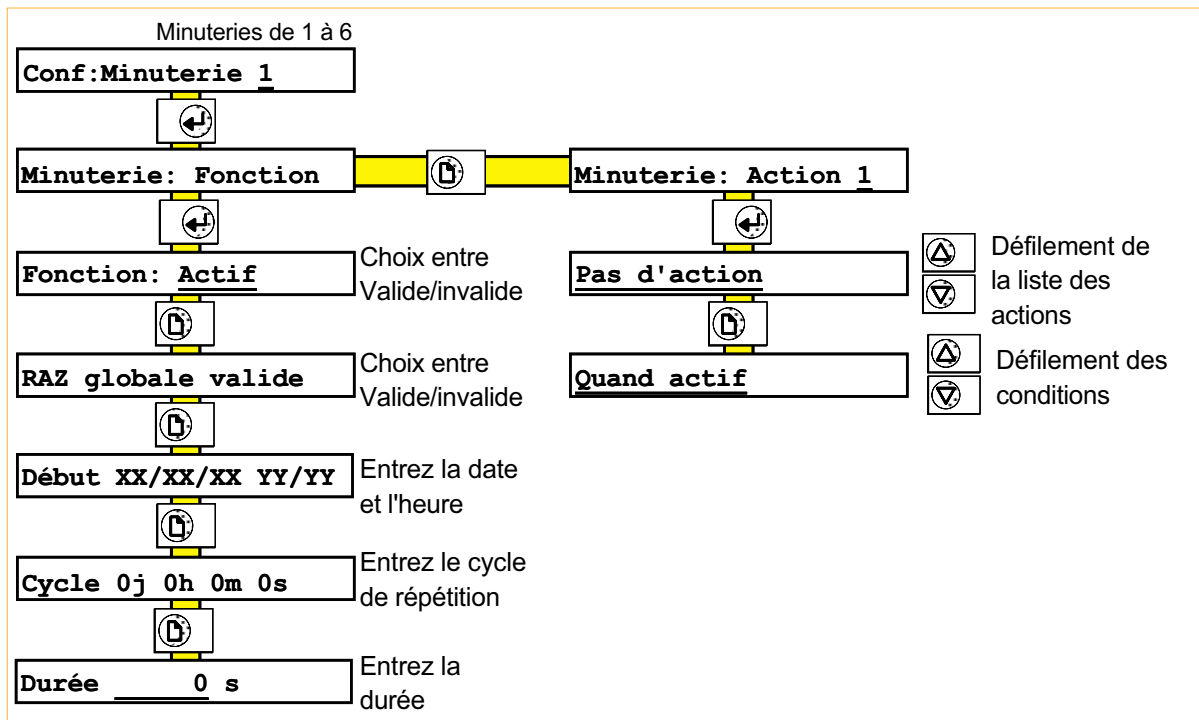 Minuteries de 1 à 6
Conf:Minuterie 1
Minuterie: Fonction
Minuterie: Action 1
Fonction: Actif
Choix entre
Valide/invalide
Pas d'action
Défilement de
la liste des
actions
RAZ globale valide
Choix entre
Valide/invalide
Quand actif
Défilement des
conditions
Début XX/XX/XX YY/YY
Entrez la date
et l'heure
Cycle 0j 0h 0m 0s
Entrez le cycle
de répétition
Durée 0 s
Entrez la
durée